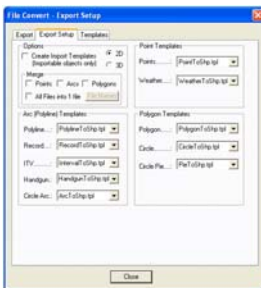 File Convert - Export Setup
Export Export Setup Templates
Options
Create Import Templates
(Importable objects only)
2D
3D
Merge
Points Arcs Polygons
All Files into 1 file
Point Templates
Points......: PointToShp.tpl
Weather...: WeatherToShp.tpl
Arc (Polyline) Templates
Polyline...: PolylineToShp.tpl
Record...: RecordToShp.tpl
ITV.......: IntervalToShp.tpl
Handgun: HandgunToShp.tpl
Circle Arc.: ArcToShp.tpl
Polygon Templates
Polygon...: PolygonToShp.tpl
Circle......: CircleToShp.tpl
Circle Pie...: PieToShp.tpl
Close